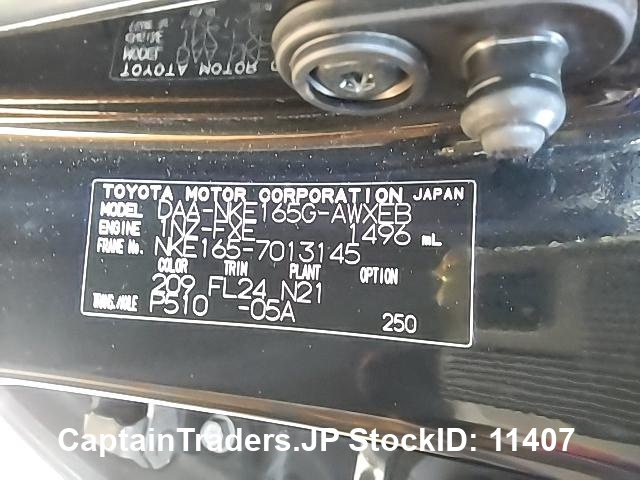 TOYOTA MOTOR CORPORATION JAPAN
MODEL DAA-NKE165G-AWXEB
ENGINE 1NZ-FXE 1496 mL
FRAME No. NKE165-7013145
COLOR TRIM PLANT OPTION
209 FL24 N21
TRANS./AXLE P510 -05A
250
CaptainTraders.JP StockID: 11407